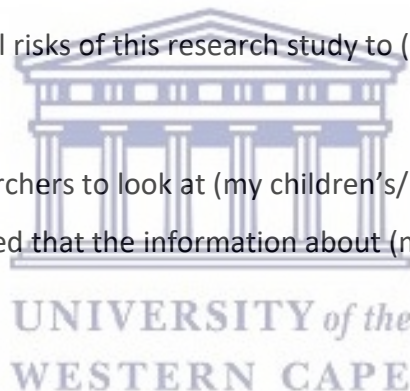 l risks of this research study to (
rchers to look at (my children's/
ed that the information about (
UNIVERSITY of the
WESTERN CAPE